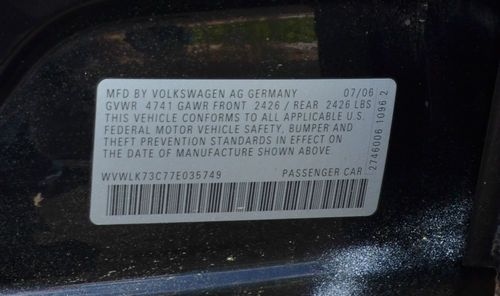 MFD BY VOLKSWAGEN AG GERMANY 07/06
GVWR 4741 GAWR FRONT 2426 / REAR 2426 LBS
THIS VEHICLE CONFORMS TO ALL APPLICABLE U.S.
FEDERAL MOTOR VEHICLE SAFETY, BUMPER AND
THEFT PREVENTION STANDARDS IN EFFECT ON
THE DATE OF MANUFACTURE SHOWN ABOVE.
WVWLK73C77E035749 PASSENGER CAR
2746006 1096 2